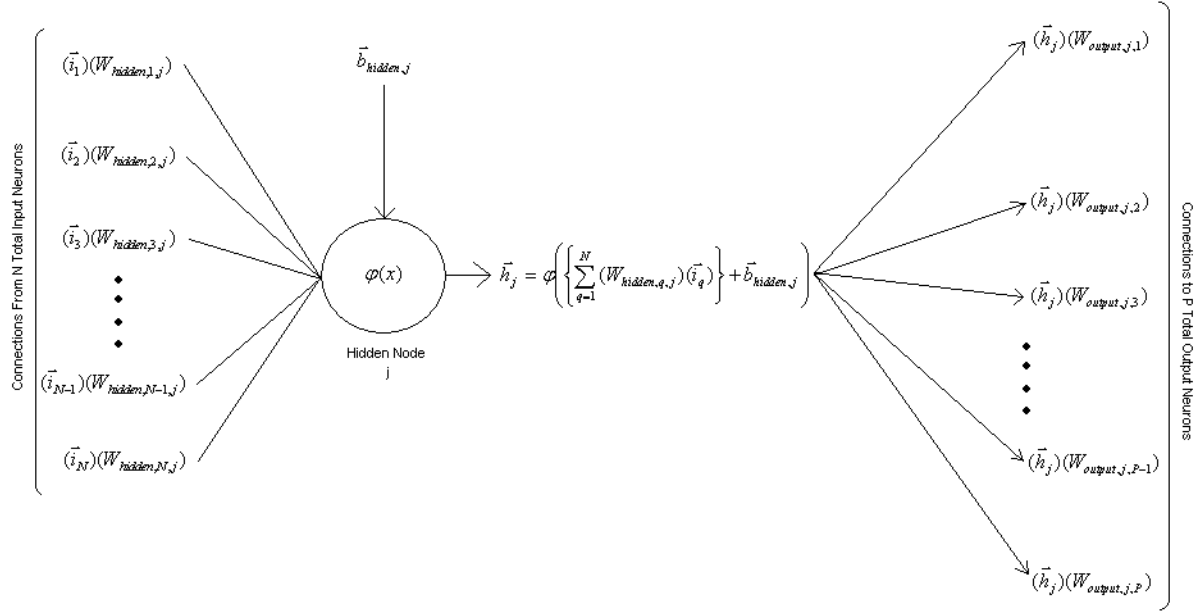 Connections From N Total Input Neurons
(i⃗₁)(W_hidden,1,j)
(i⃗₂)(W_hidden,2,j)
(i⃗₃)(W_hidden,3,j)
(i⃗_N−1)(W_hidden,N−1,j)
(i⃗_N)(W_hidden,N,j)
b⃗_hidden,j
φ(x)
Hidden Node
j
h⃗_j = φ({∑_{q=1}^{N}(W_hidden,q,j)(i⃗_q)}+b⃗_hidden,j)
(h⃗_j)(W_output,j,1)
(h⃗_j)(W_output,j,2)
(h⃗_j)(W_output,j,3)
(h⃗_j)(W_output,j,P−1)
(h⃗_j)(W_output,j,P)
Connections to P Total Output Neurons